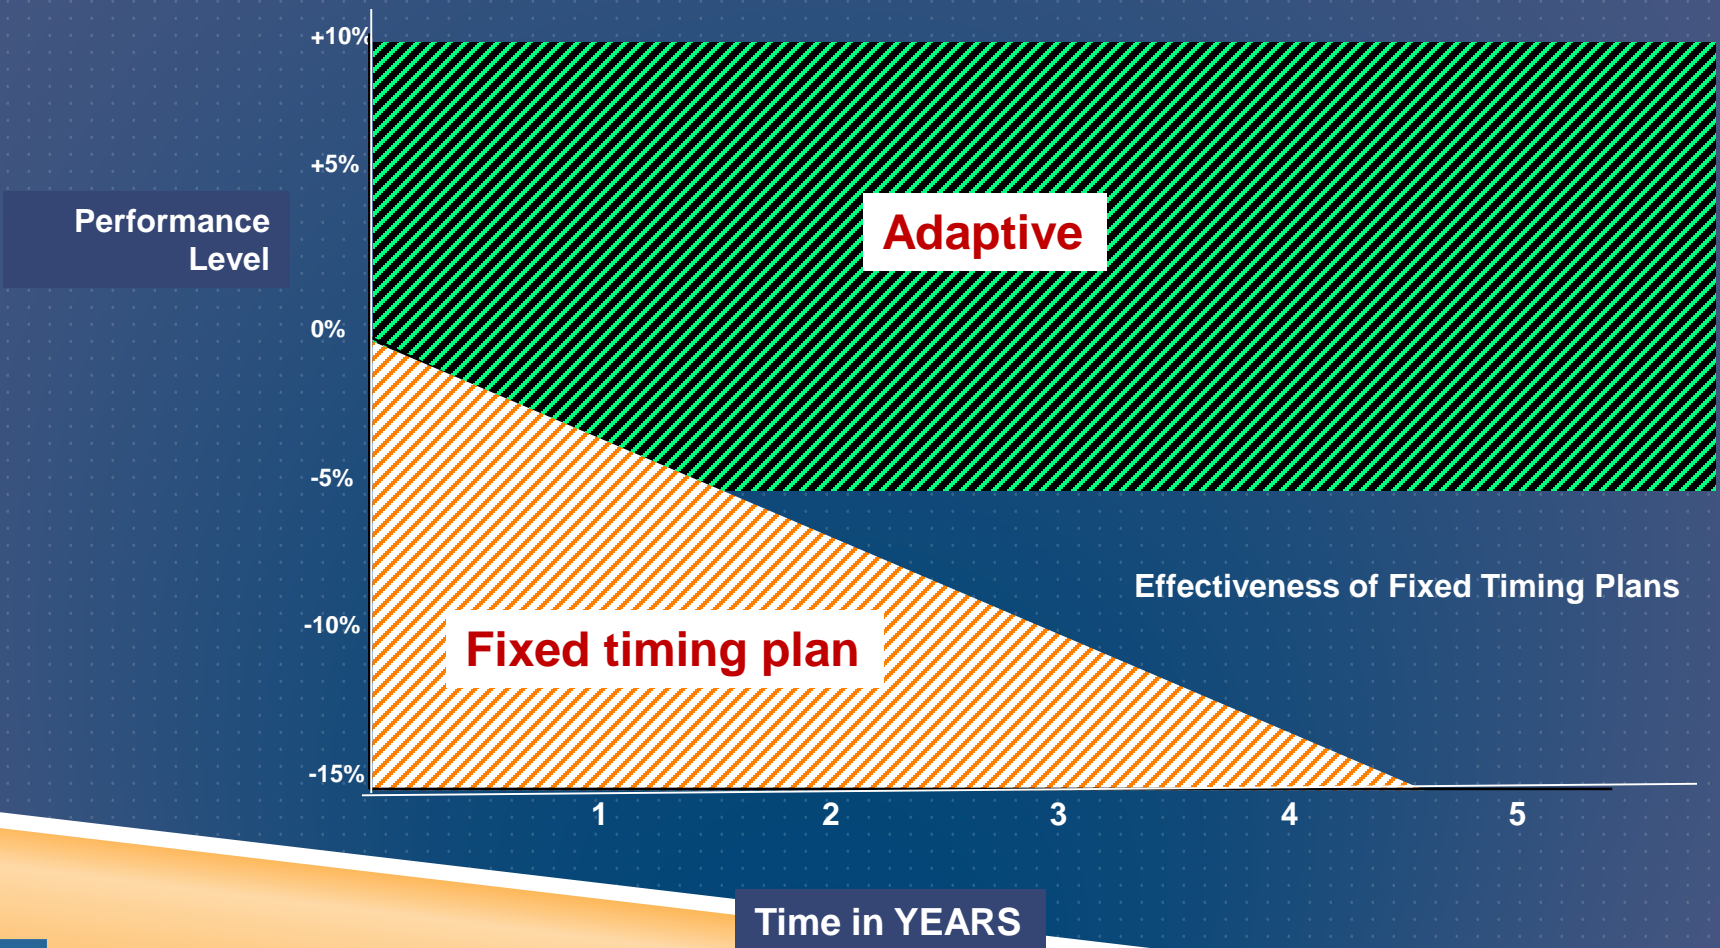 +10%
+5%
Performance
Level
Adaptive
0%
-5%
Effectiveness of Fixed Timing Plans
-10%
Fixed timing plan
-15%
1 2 3 4 5
Time in YEARS